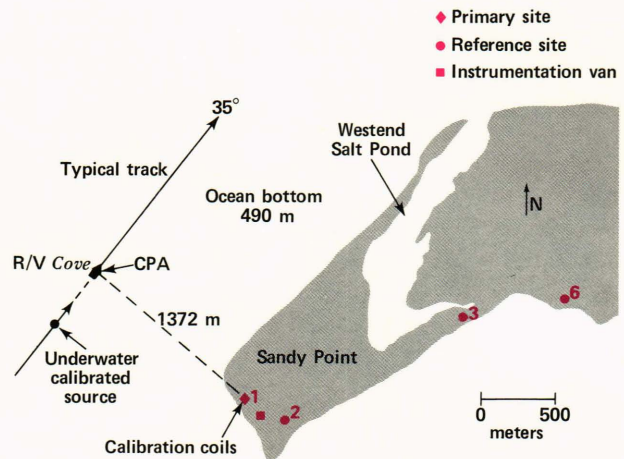 Primary site
Reference site
Instrumentation van
35°
Typical track
Westend
Salt Pond
Ocean bottom
490 m
N
R/V Cove
CPA
1372 m
6
3
Underwater
calibrated
source
Sandy Point
1
2
Calibration coils
0 500
meters